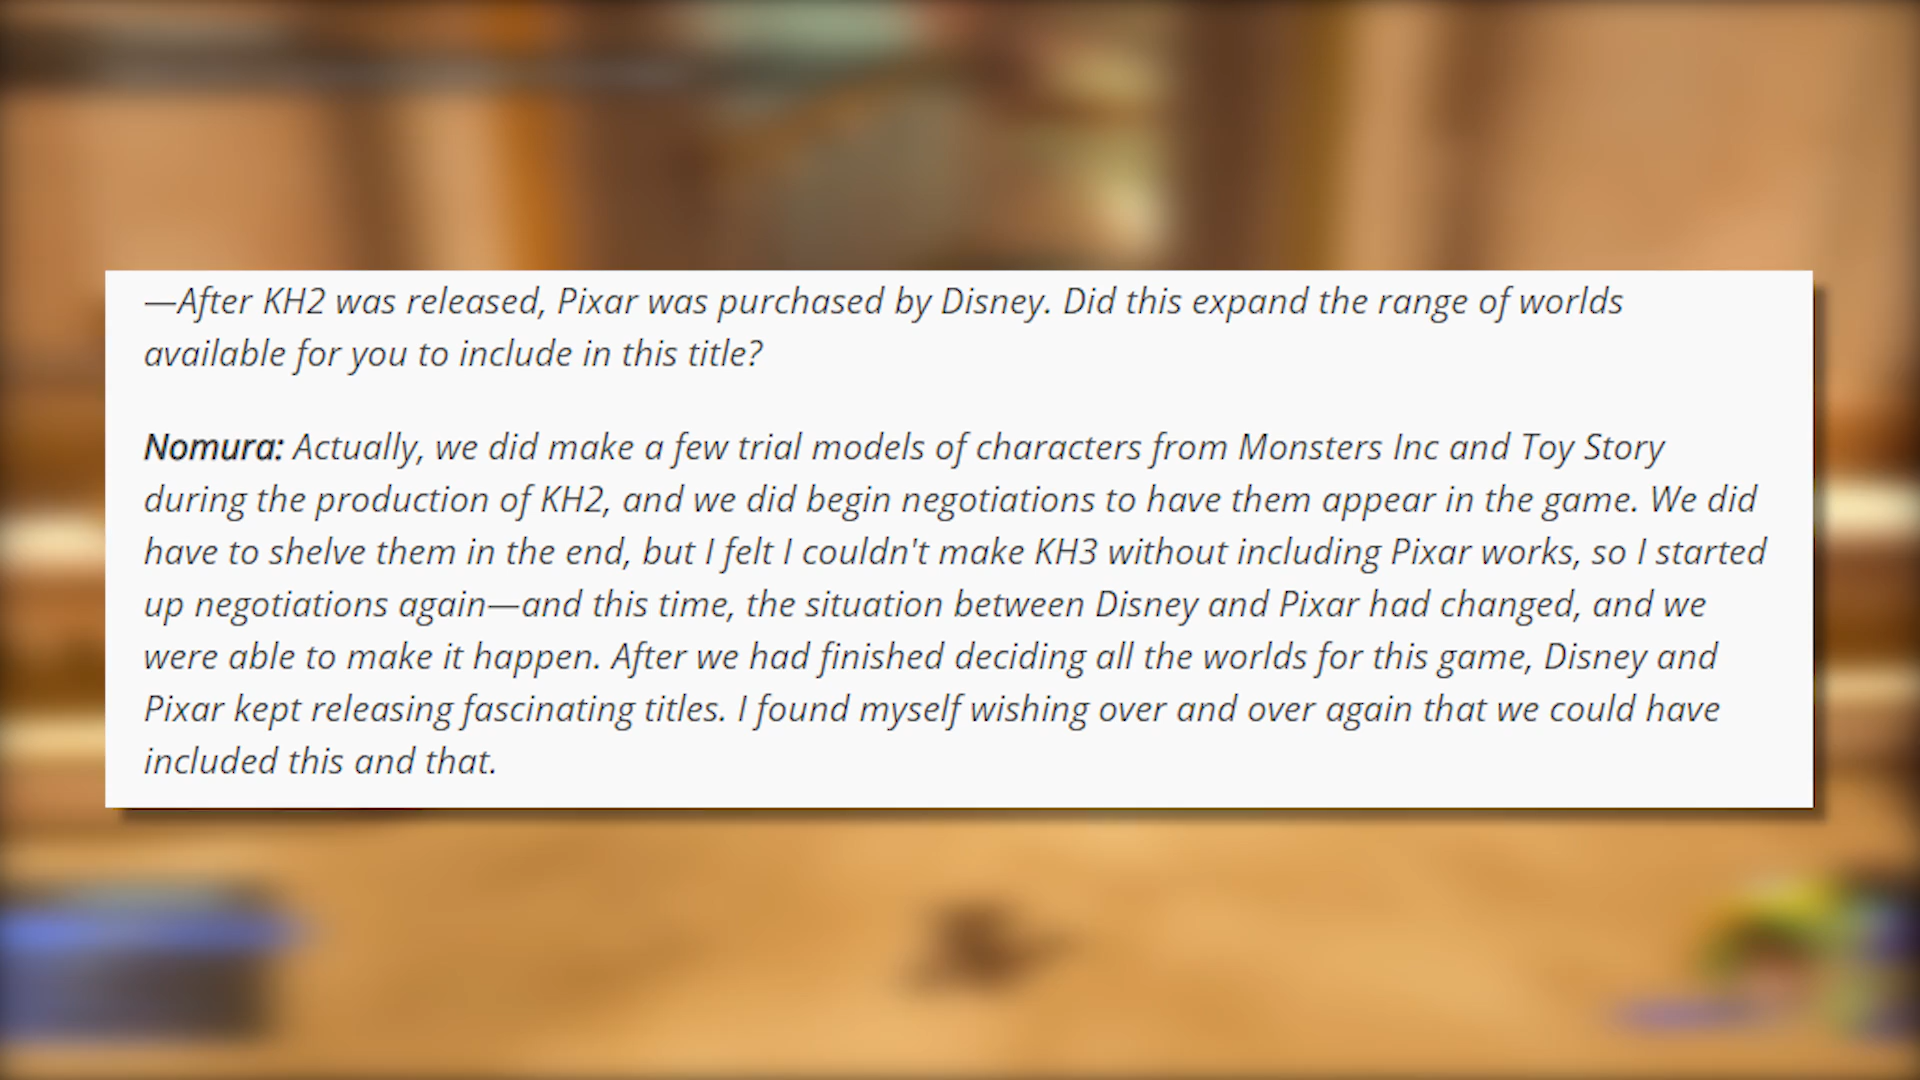 —After KH2 was released, Pixar was purchased by Disney. Did this expand the range of worlds
available for you to include in this title?
Nomura: Actually, we did make a few trial models of characters from Monsters Inc and Toy Story
during the production of KH2, and we did begin negotiations to have them appear in the game. We did
have to shelve them in the end, but I felt I couldn't make KH3 without including Pixar works, so I started
up negotiations again—and this time, the situation between Disney and Pixar had changed, and we
were able to make it happen. After we had finished deciding all the worlds for this game, Disney and
Pixar kept releasing fascinating titles. I found myself wishing over and over again that we could have
included this and that.